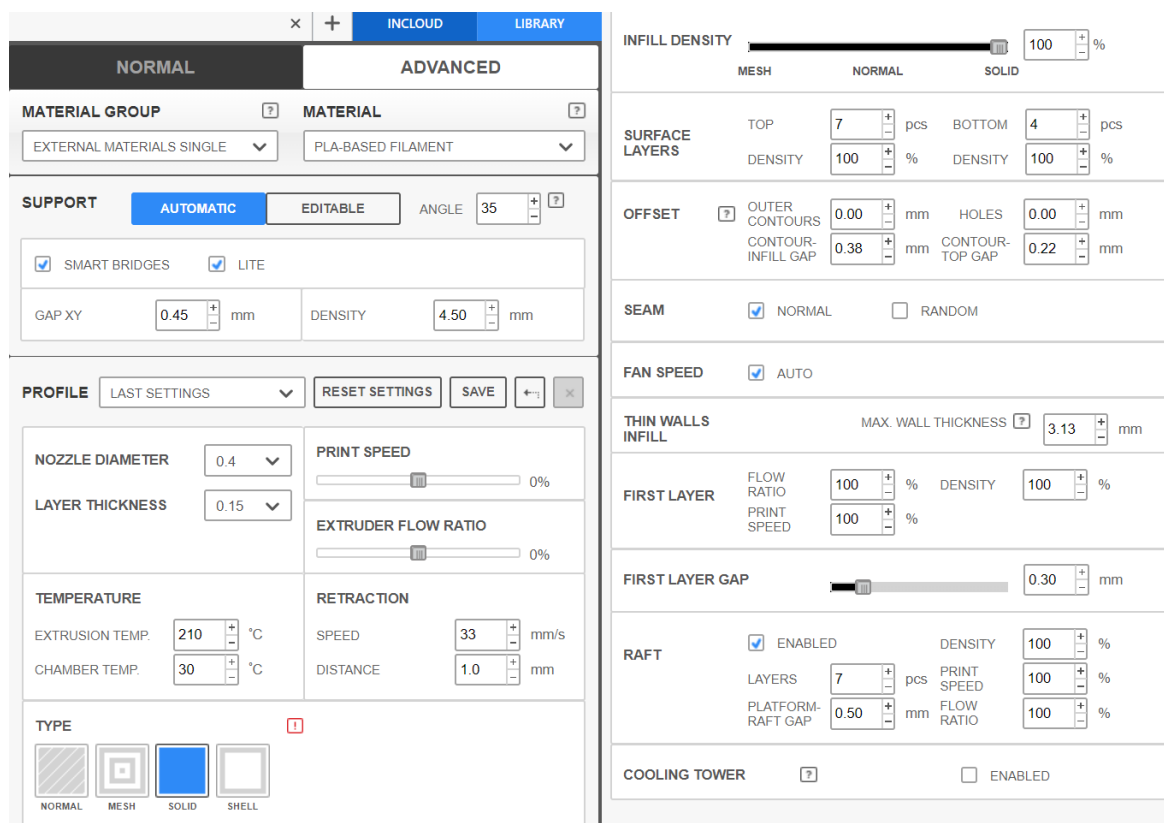 × + INCLOUD LIBRARY
NORMAL ADVANCED
MATERIAL GROUP ? MATERIAL ?
EXTERNAL MATERIALS SINGLE PLA-BASED FILAMENT
SUPPORT AUTOMATIC EDITABLE ANGLE 35 + - ?
SMART BRIDGES LITE
GAP XY 0.45 + - mm DENSITY 4.50 + - mm
PROFILE LAST SETTINGS RESET SETTINGS SAVE ×
NOZZLE DIAMETER 0.4
LAYER THICKNESS 0.15
PRINT SPEED
0%
EXTRUDER FLOW RATIO
0%
TEMPERATURE
EXTRUSION TEMP. 210 + - °C
CHAMBER TEMP. 30 + - °C
RETRACTION
SPEED 33 + - mm/s
DISTANCE 1.0 + - mm
TYPE !
NORMAL MESH SOLID SHELL
INFILL DENSITY 100 + - %
MESH NORMAL SOLID
SURFACE
LAYERS
TOP 7 + - pcs BOTTOM 4 + - pcs
DENSITY 100 + - % DENSITY 100 + - %
OFFSET ?
OUTER
CONTOURS 0.00 + - mm HOLES 0.00 + - mm
CONTOUR-
INFILL GAP 0.38 + - mm
CONTOUR-
TOP GAP 0.22 + - mm
SEAM NORMAL RANDOM
FAN SPEED AUTO
THIN WALLS
INFILL
MAX. WALL THICKNESS ? 3.13 + - mm
FIRST LAYER
FLOW
RATIO 100 + - % DENSITY 100 + - %
PRINT
SPEED 100 + - %
FIRST LAYER GAP 0.30 + - mm
RAFT ENABLED DENSITY 100 + - %
LAYERS 7 + - pcs
PRINT
SPEED 100 + - %
PLATFORM-
RAFT GAP 0.50 + - mm
FLOW
RATIO 100 + - %
COOLING TOWER ? ENABLED